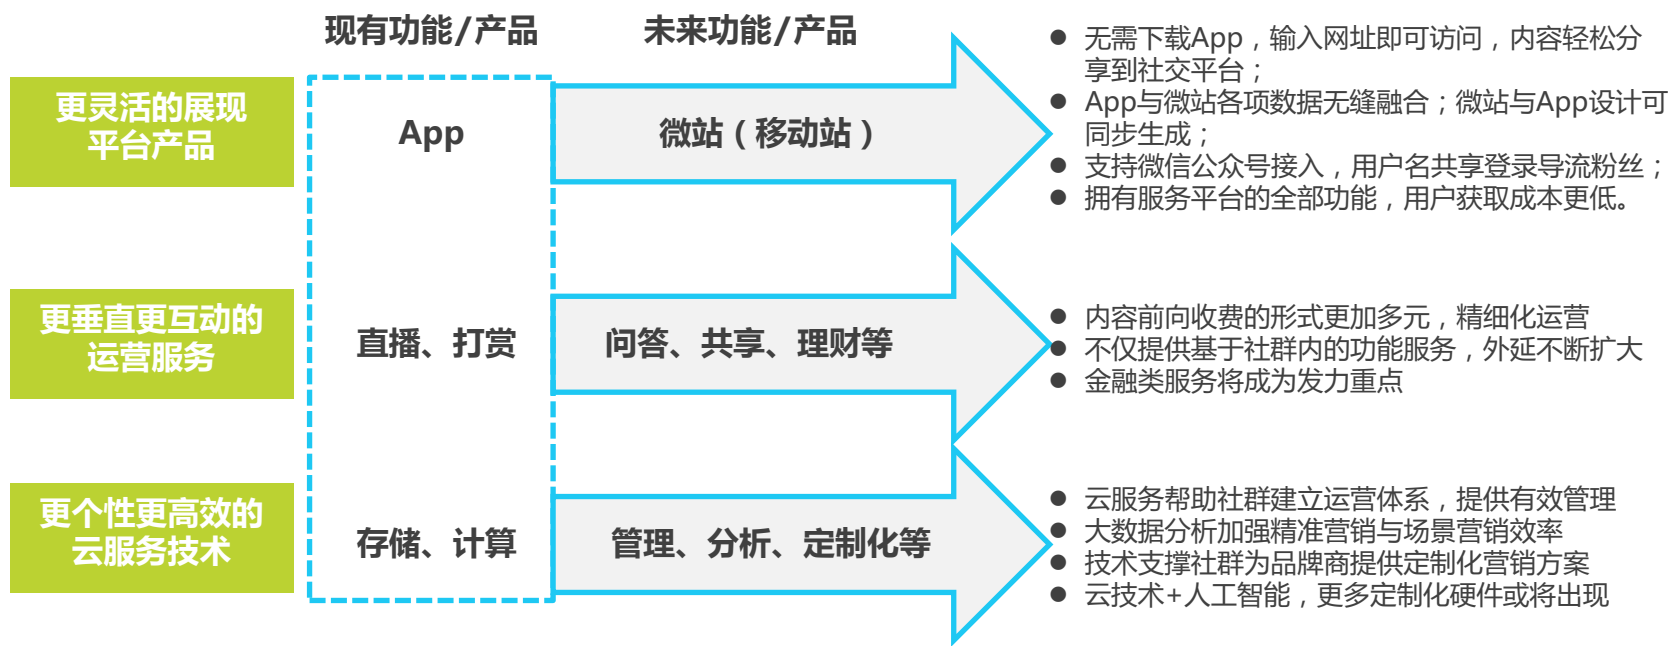 现有功能/产品
未来功能/产品
更灵活的展现
平台产品
App
微站（移动站）
● 无需下载App，输入网址即可访问，内容轻松分
享到社交平台；
● App与微站各项数据无缝融合；微站与App设计可
同步生成；
● 支持微信公众号接入，用户名共享登录导流粉丝；
● 拥有服务平台的全部功能，用户获取成本更低。
更垂直更互动的
运营服务
直播、打赏
问答、共享、理财等
● 内容前向收费的形式更加多元，精细化运营
● 不仅提供基于社群内的功能服务，外延不断扩大
● 金融类服务将成为发力重点
更个性更高效的
云服务技术
存储、计算
管理、分析、定制化等
● 云服务帮助社群建立运营体系，提供有效管理
● 大数据分析加强精准营销与场景营销效率
● 技术支撑社群为品牌商提供定制化营销方案
● 云技术+人工智能，更多定制化硬件或将出现